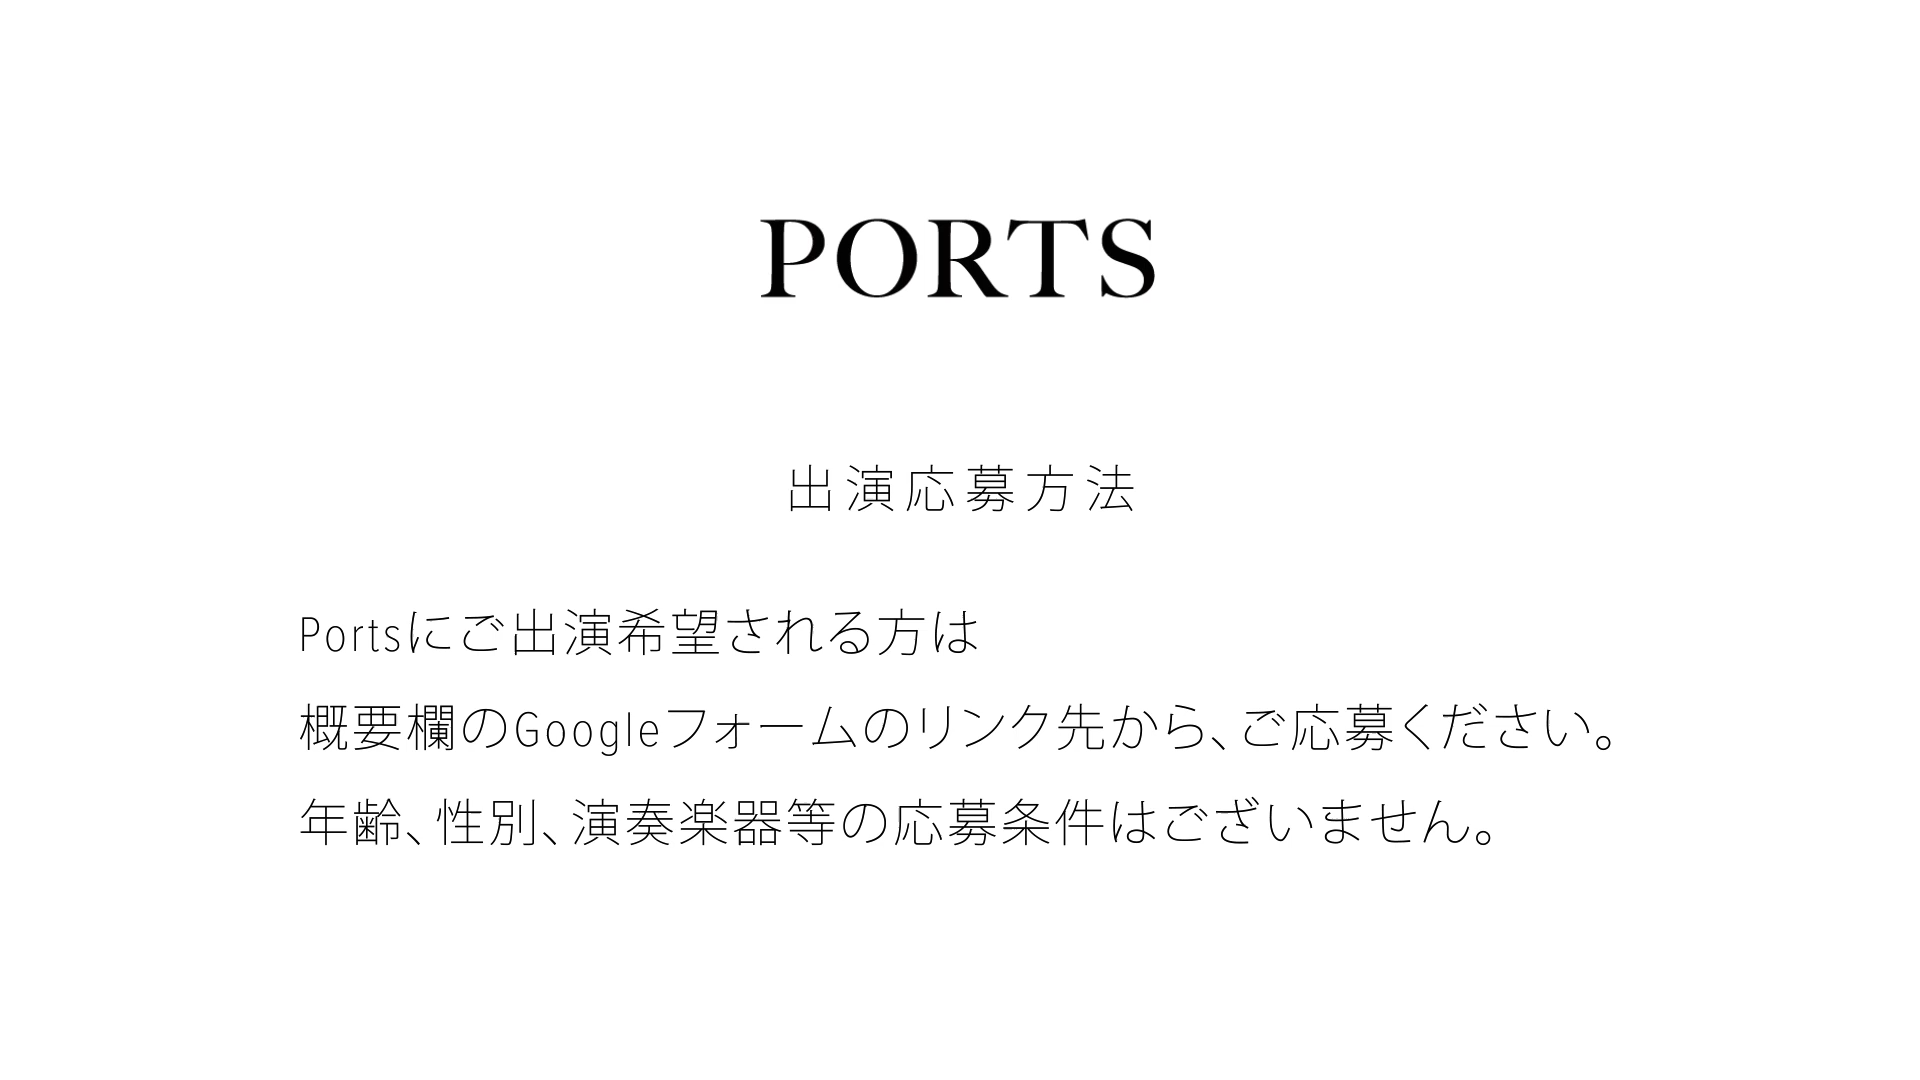 PORTS
出演応募方法
Portsにご出演希望される方は
概要欄のGoogleフォームのリンク先から、ご応募ください。
年齢、性別、演奏楽器等の応募条件はございません。